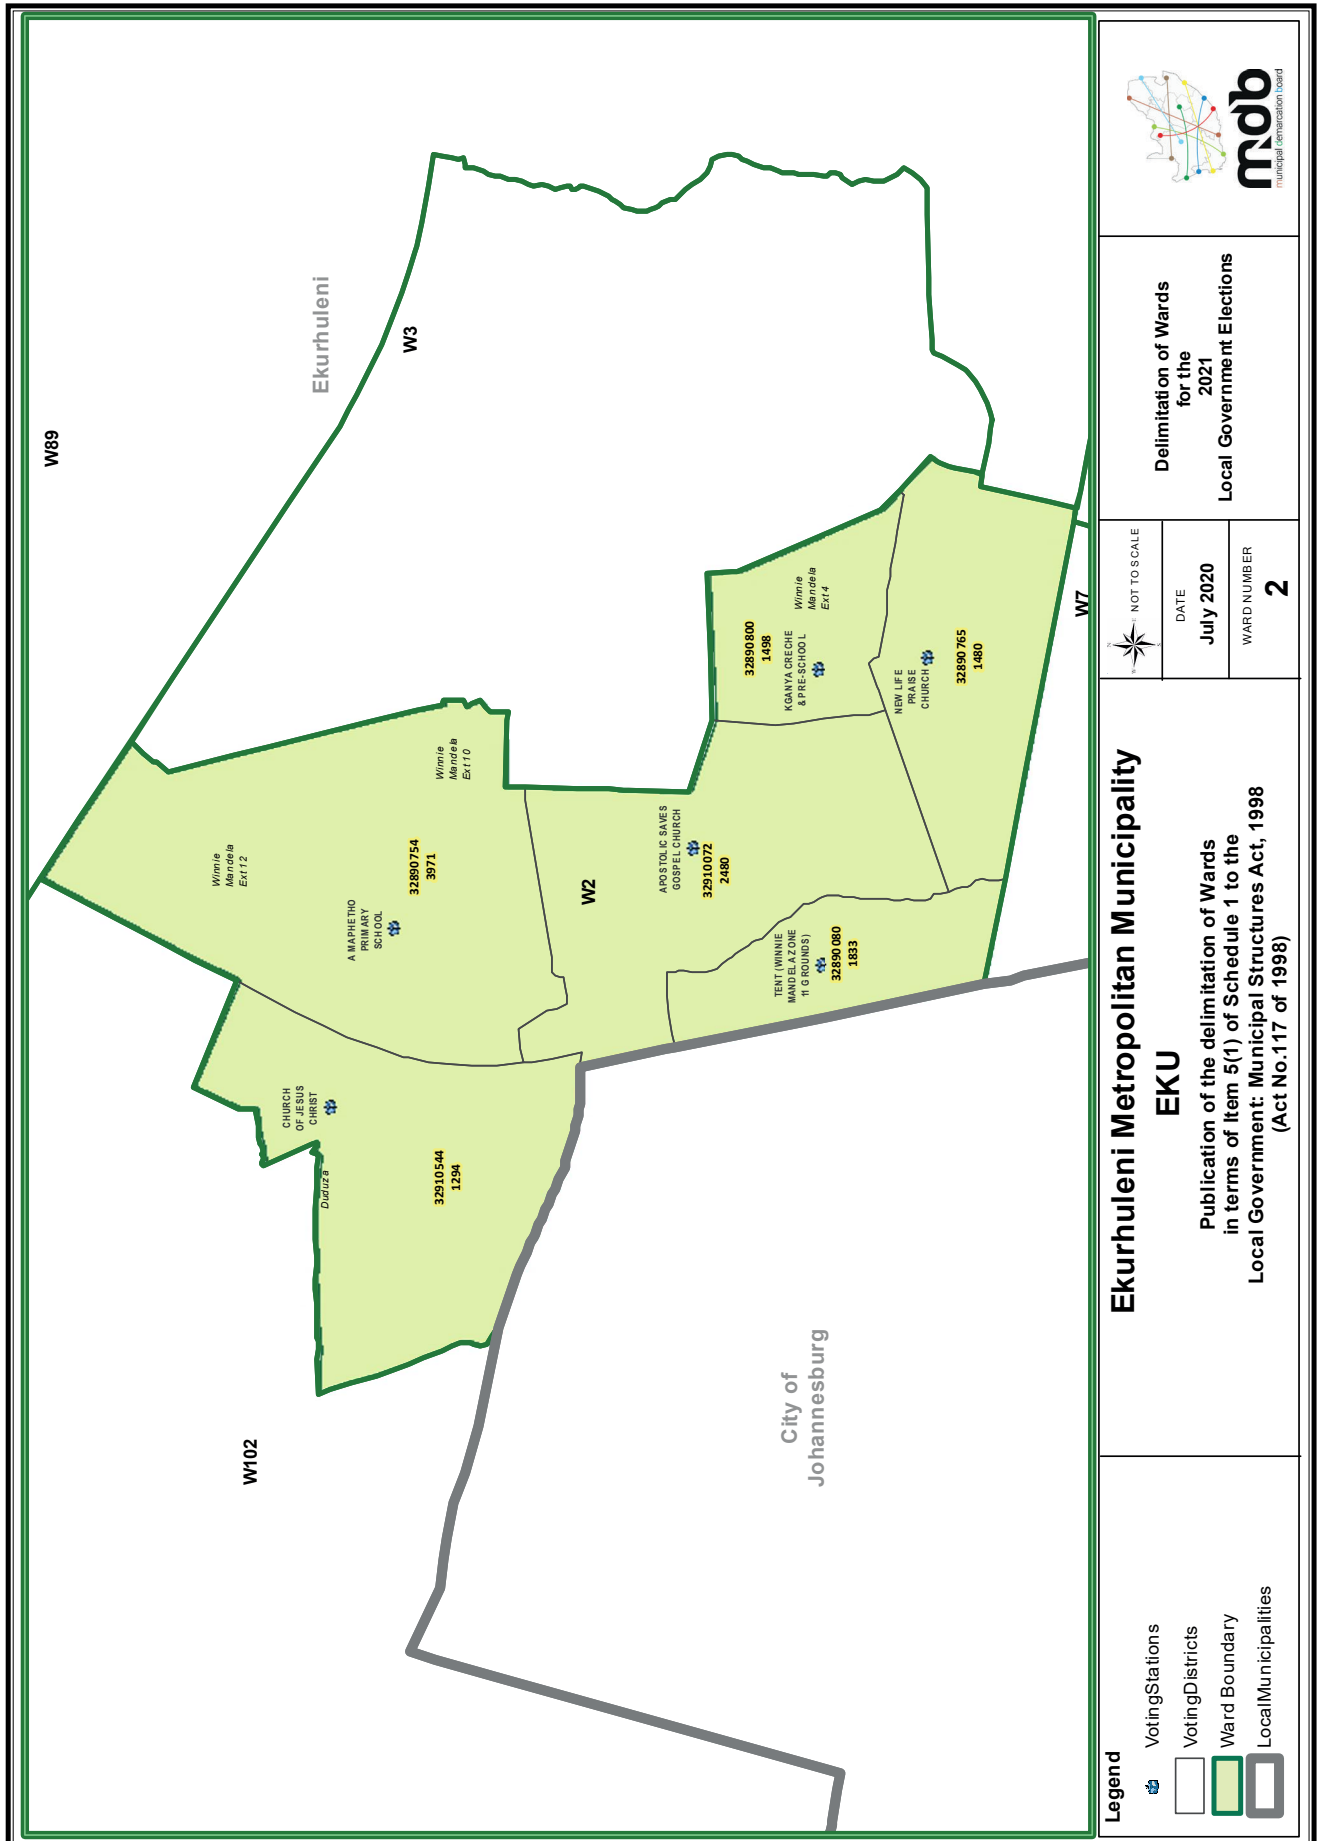 W89
Ekurhuleni
W3
Winnie
Mandela
Ext 12
Winnie
Mandela
Ext 10
A MAPHETHO
PRIMARY
SCHOOL
32890754
3971
CHURCH
OF JESUS
CHRIST
Duduza
32910544
1294
W102
W2
APOSTOLIC SAVES
GOSPEL CHURCH
32910072
2480
32890800
1498
KGANYA CRECHE
& PRE-SCHOOL
Winnie
Mandela
Ext 4
TENT (WINNIE
MANDELA ZONE
11 GROUNDS)
32890080
1833
NEW LIFE
PRAISE
CHURCH
32890765
1480
W7
City of
Johannesburg
Legend
VotingStations
VotingDistricts
Ward Boundary
LocalMunicipalities
Ekurhuleni Metropolitan Municipality
EKU
Publication of the delimitation of Wards
in terms of Item 5(1) of Schedule 1 to the
Local Government: Municipal Structures Act, 1998
(Act No.117 of 1998)
N
W E
S
NOT TO SCALE
DATE
July 2020
WARD NUMBER
2
Delimitation of Wards
for the
2021
Local Government Elections
mdb
municipal demarcation board